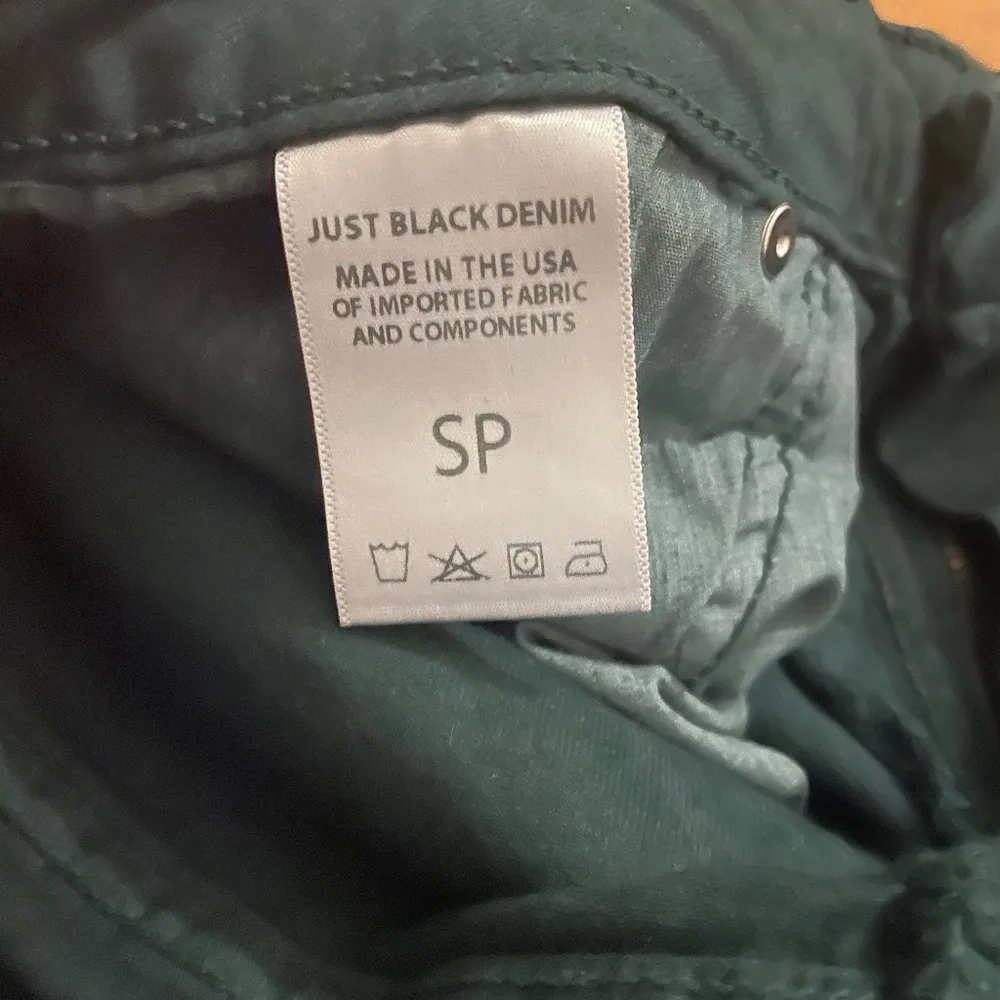 JUST BLACK DENIM
MADE IN THE USA
OF IMPORTED FABRIC
AND COMPONENTS
SP